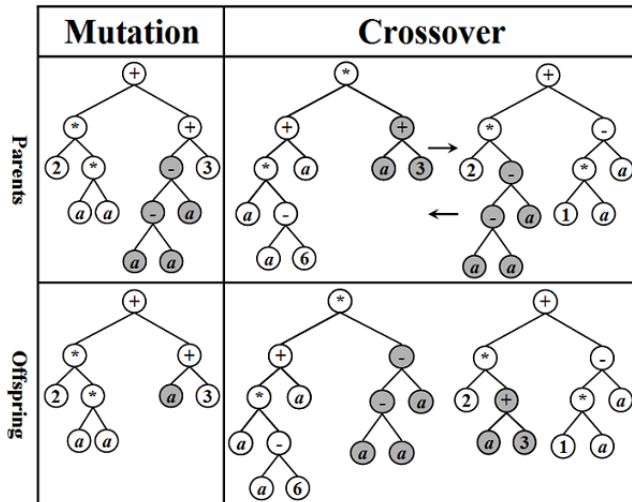 Mutation Crossover
Parents
+ * +
* + + + * -
2 * - 3 * a a 3 2 - * a
a a - a a - - a 1 a
a a a 6 a a
Offspring
+ * +
* + + - * -
2 * a 3 * a - a 2 + * a
a a a - a a a 3 1 a
a 6